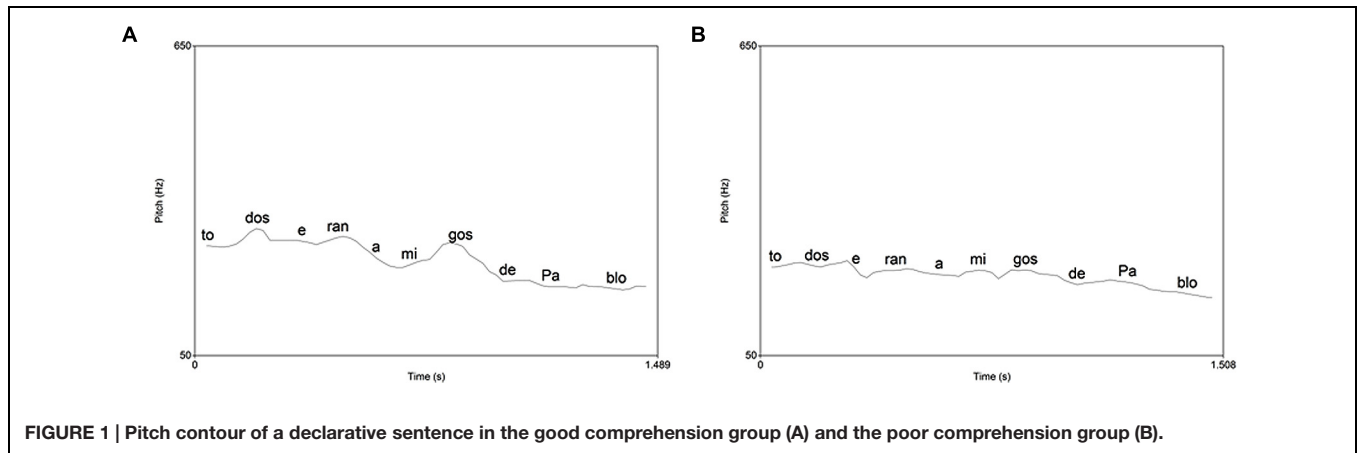 A
650
Pitch (Hz)
to dos e ran a mi gos de Pa blo
50
0 1.489
Time (s)
B
650
Pitch (Hz)
to dos e ran a mi gos de Pa blo
50
0 1.508
Time (s)
FIGURE 1 | Pitch contour of a declarative sentence in the good comprehension group (A) and the poor comprehension group (B).